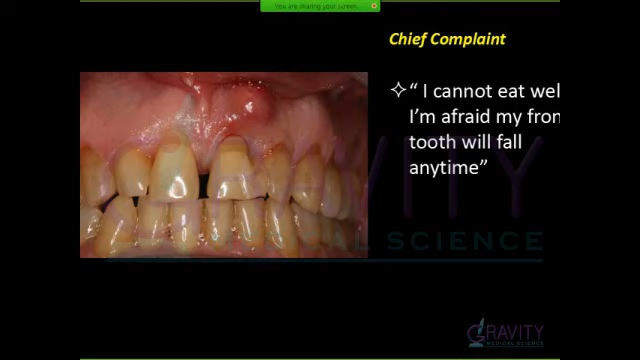 You are sharing your screen.
Chief Complaint
“ I cannot eat wel
I’m afraid my fron
tooth will fall
anytime”
GRAVITY
MEDICAL SCIENCE